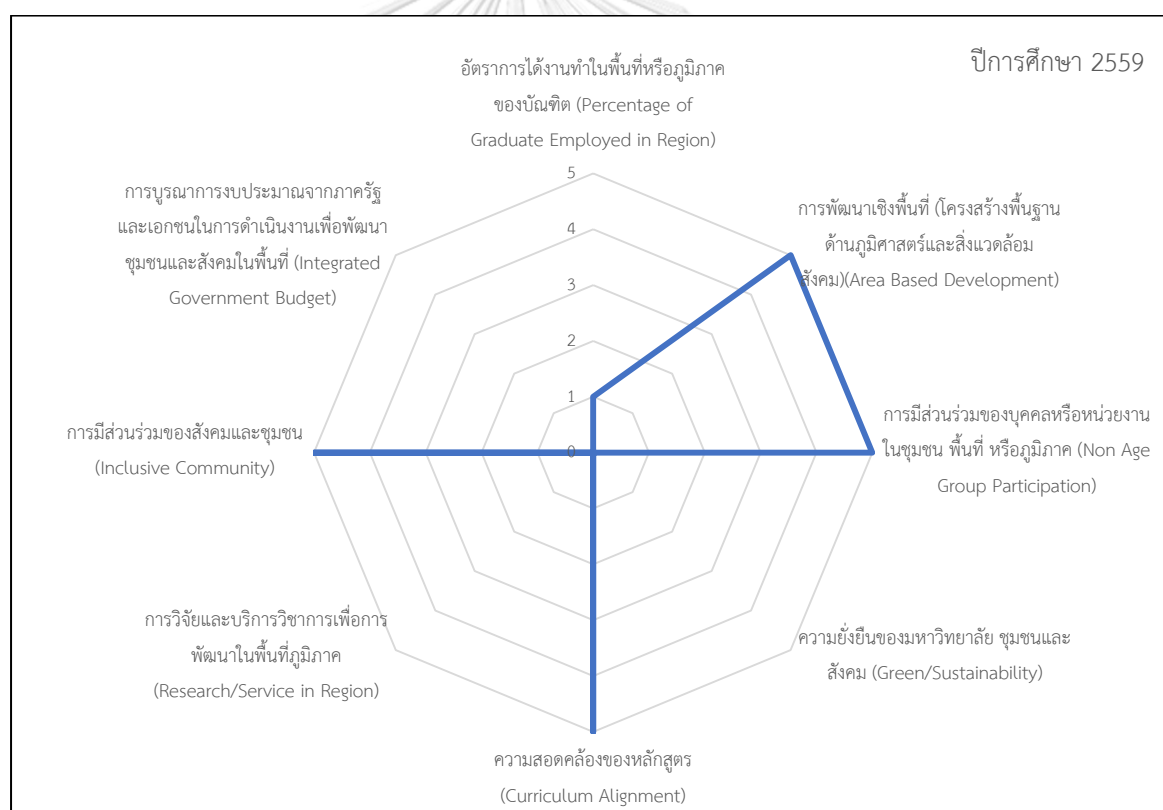 ปีการศึกษา 2559
อัตราการได้งานทำในพื้นที่หรือภูมิภาค
ของบัณฑิต (Percentage of
Graduate Employed in Region)
การพัฒนาเชิงพื้นที่ (โครงสร้างพื้นฐาน
ด้านภูมิศาสตร์และสิ่งแวดล้อม
สังคม)(Area Based Development)
การมีส่วนร่วมของบุคคลหรือหน่วยงาน
ในชุมชน พื้นที่ หรือภูมิภาค (Non Age
Group Participation)
ความยั่งยืนของมหาวิทยาลัย ชุมชนและ
สังคม (Green/Sustainability)
ความสอดคล้องของหลักสูตร
(Curriculum Alignment)
การวิจัยและบริการวิชาการเพื่อการ
พัฒนาในพื้นที่ภูมิภาค
(Research/Service in Region)
การมีส่วนร่วมของสังคมและชุมชน
(Inclusive Community)
การบูรณาการงบประมาณจากภาครัฐ
และเอกชนในการดำเนินงานเพื่อพัฒนา
ชุมชนและสังคมในพื้นที่ (Integrated
Government Budget)
5
4
3
2
1
0